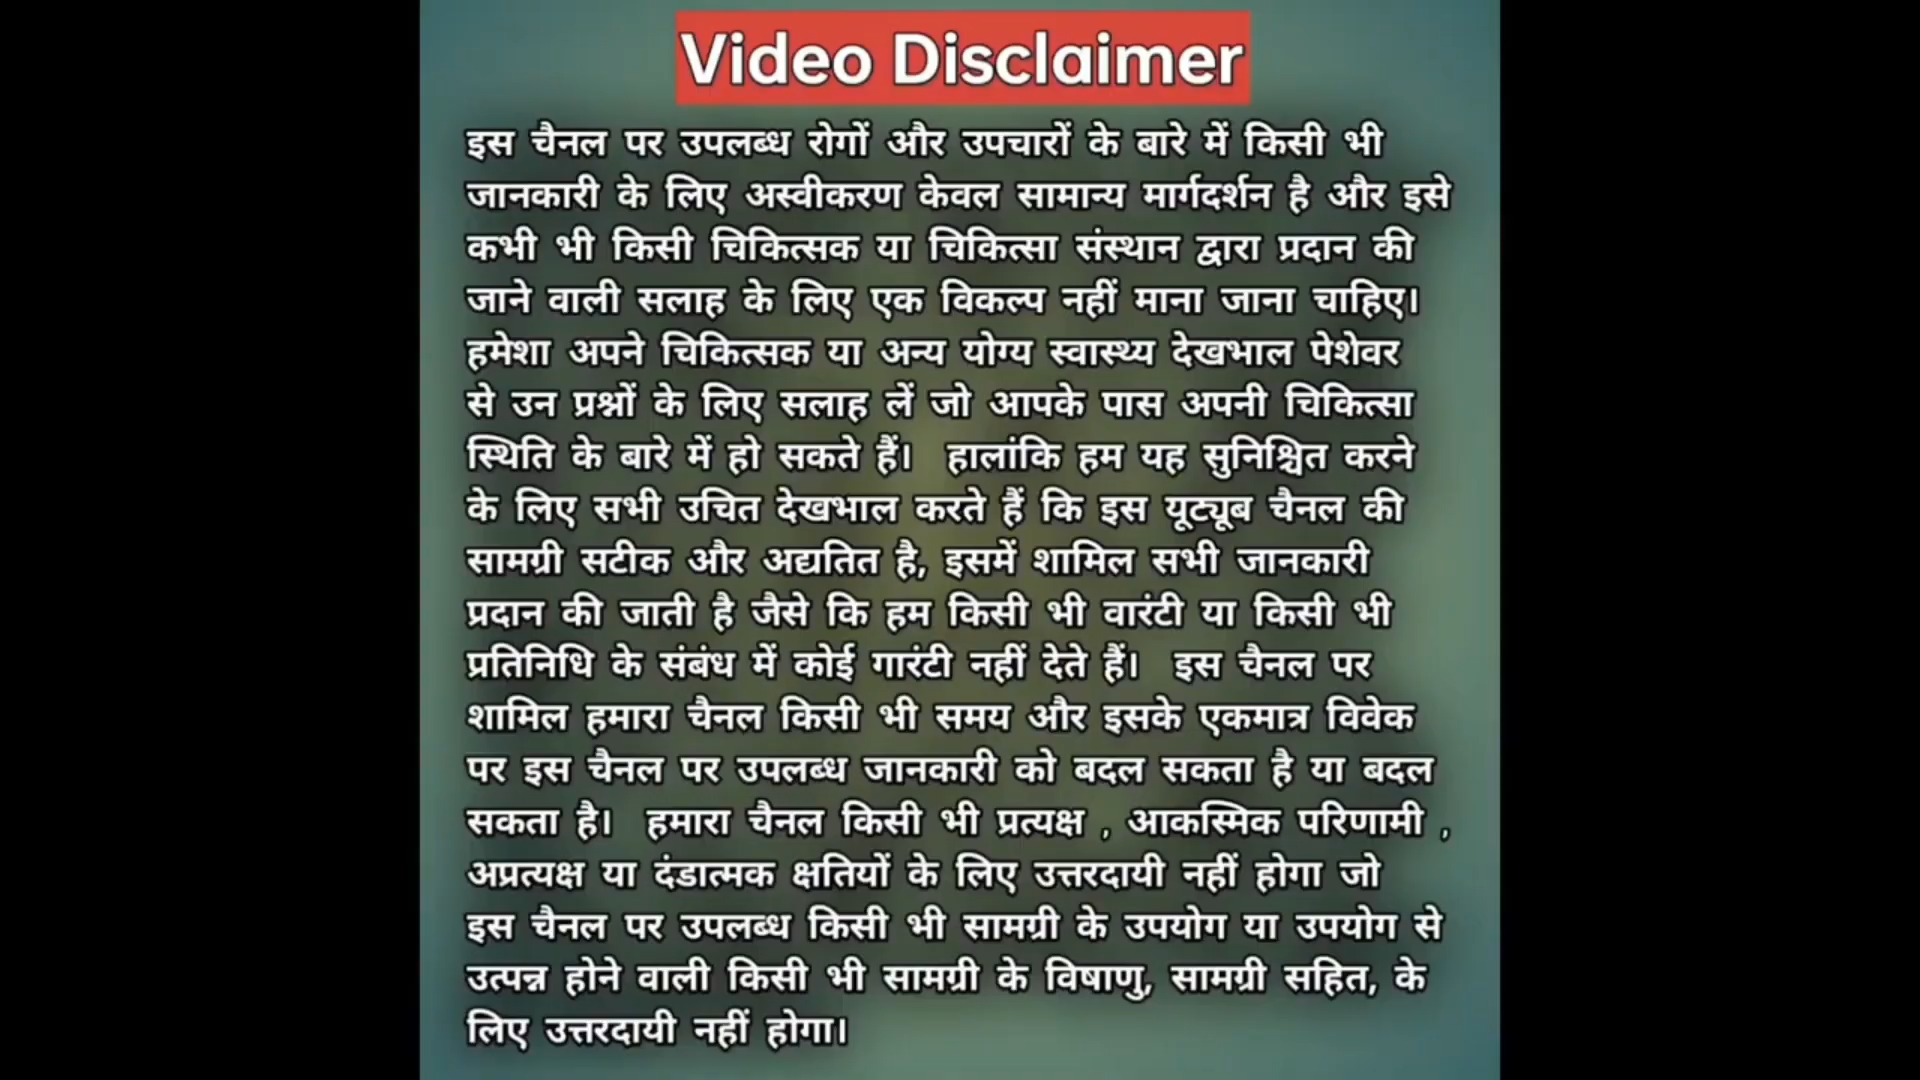 Video Disclaimer
इस चैनल पर उपलब्ध रोगों और उपचारों के बारे में किसी भी
जानकारी के लिए अस्वीकरण केवल सामान्य मार्गदर्शन है और इसे
कभी भी किसी चिकित्सक या चिकित्सा संस्थान द्वारा प्रदान की
जाने वाली सलाह के लिए एक विकल्प नहीं माना जाना चाहिए।
हमेशा अपने चिकित्सक या अन्य योग्य स्वास्थ्य देखभाल पेशेवर
से उन प्रश्नों के लिए सलाह लें जो आपके पास अपनी चिकित्सा
स्थिति के बारे में हो सकते हैं। हालांकि हम यह सुनिश्चित करने
के लिए सभी उचित देखभाल करते हैं कि इस यूट्यूब चैनल की
सामग्री सटीक और अद्यतित है, इसमें शामिल सभी जानकारी
प्रदान की जाती है जैसे कि हम किसी भी वारंटी या किसी भी
प्रतिनिधि के संबंध में कोई गारंटी नहीं देते हैं। इस चैनल पर
शामिल हमारा चैनल किसी भी समय और इसके एकमात्र विवेक
पर इस चैनल पर उपलब्ध जानकारी को बदल सकता है या बदल
सकता है। हमारा चैनल किसी भी प्रत्यक्ष , आकस्मिक परिणामी ,
अप्रत्यक्ष या दंडात्मक क्षतियों के लिए उत्तरदायी नहीं होगा जो
इस चैनल पर उपलब्ध किसी भी सामग्री के उपयोग या उपयोग से
उत्पन्न होने वाली किसी भी सामग्री के विषाणु, सामग्री सहित, के
लिए उत्तरदायी नहीं होगा।